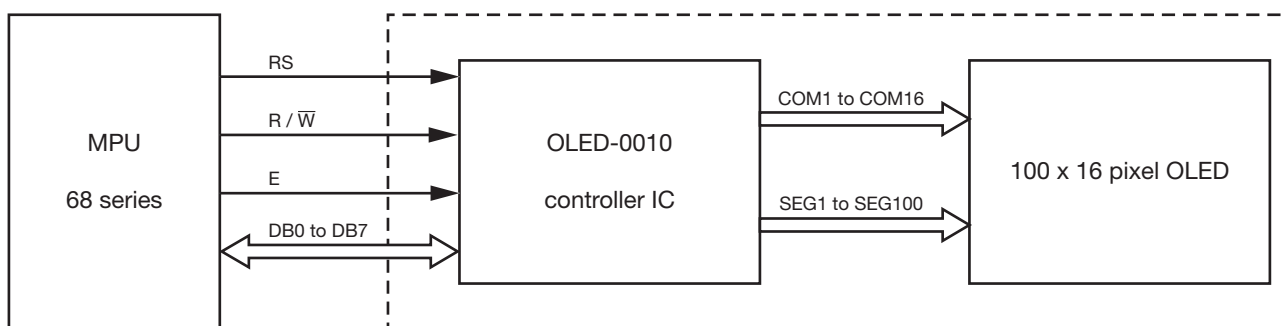 MPU
68 series
RS
R / W̅
E
DB0 to DB7
OLED-0010
controller IC
COM1 to COM16
SEG1 to SEG100
100 x 16 pixel OLED